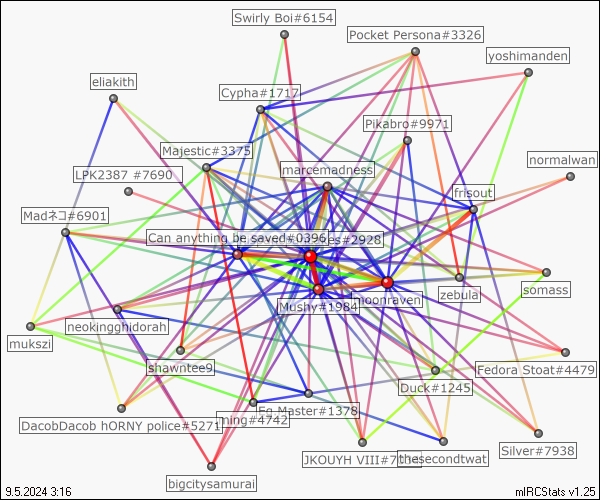 Swirly Boi#6154
Pocket Persona#3326
yoshimanden
eliakith
Cypha#1717
Pikabro#9971
Majestic#3375
normalwan
LPK2387 #7690
marcemadness
frisout
Madネコ#6901
Can anything be saved#0396
es#2928
moonraven
zebula
somass
Mushy#1984
neokingghidorah
mukszi
shawntee9
Fedora Stoat#4479
Duck#1245
DacobDacob hORNY police#5271
ming#4742
Eg Master#1378
JKOUYH VIII#7
thesecondtwat
Silver#7938
bigcitysamurai
9.5.2024 3:16
mIRCStats v1.25